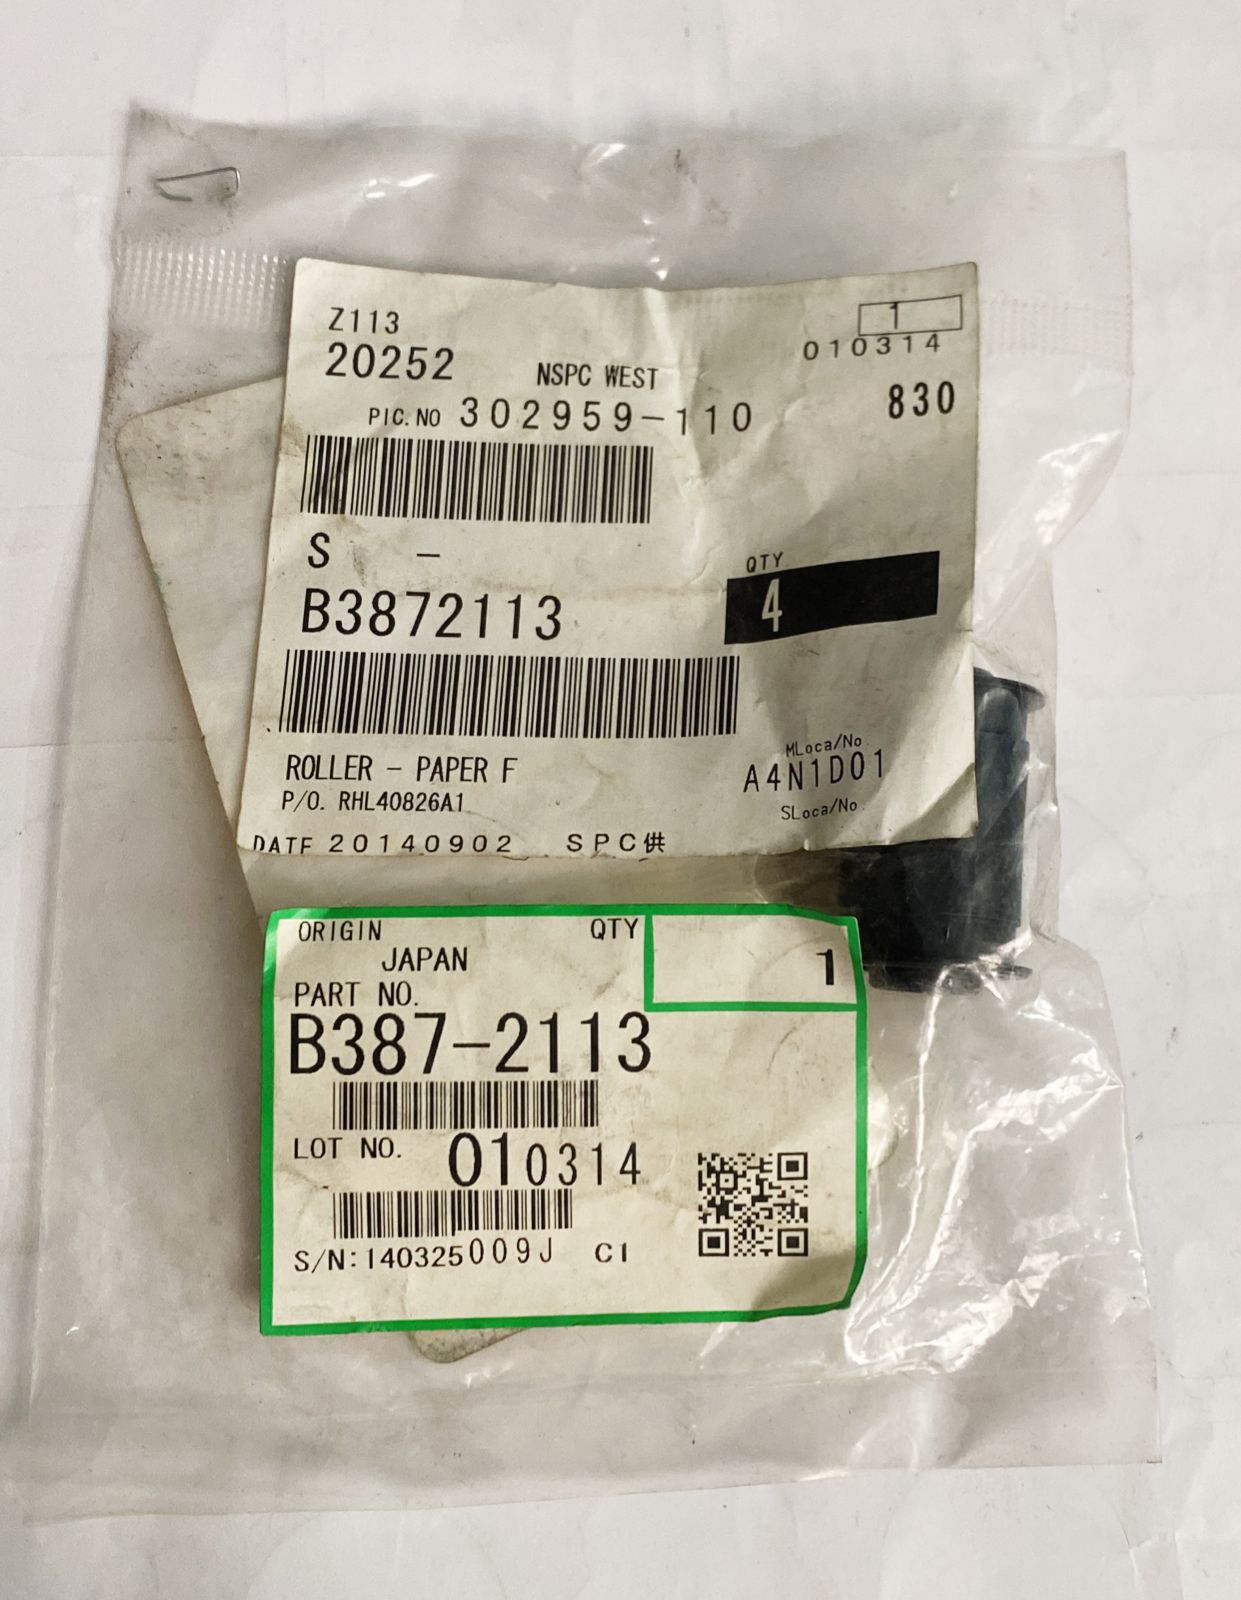 Z113
1
20252
010314
NSPC WEST
PIC.NO 302959-110
830
S -
QTY
B3872113
4
MLoca/No.
ROLLER - PAPER F
A4N1D01
P/O. RHL40826A1
SLoca/No.
DATE 20140902 SPC供
ORIGIN
QTY
JAPAN
1
PART NO.
B387-2113
LOT NO. 010314
S/N:140325009J C1